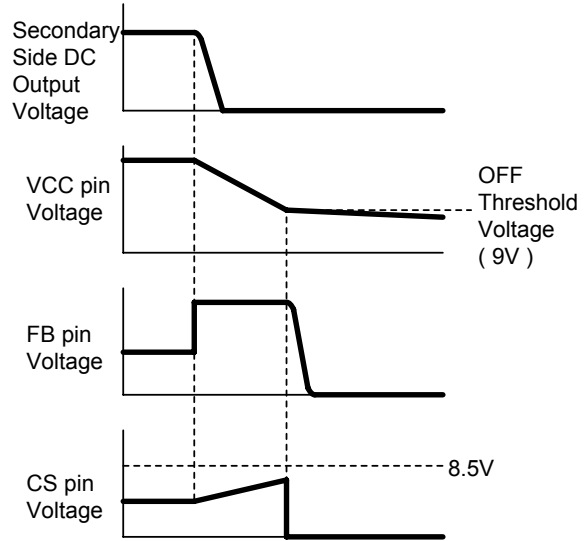 Secondary
Side DC
Output
Voltage
VCC pin
Voltage
OFF
Threshold
Voltage
( 9V )
FB pin
Voltage
CS pin
Voltage
8.5V